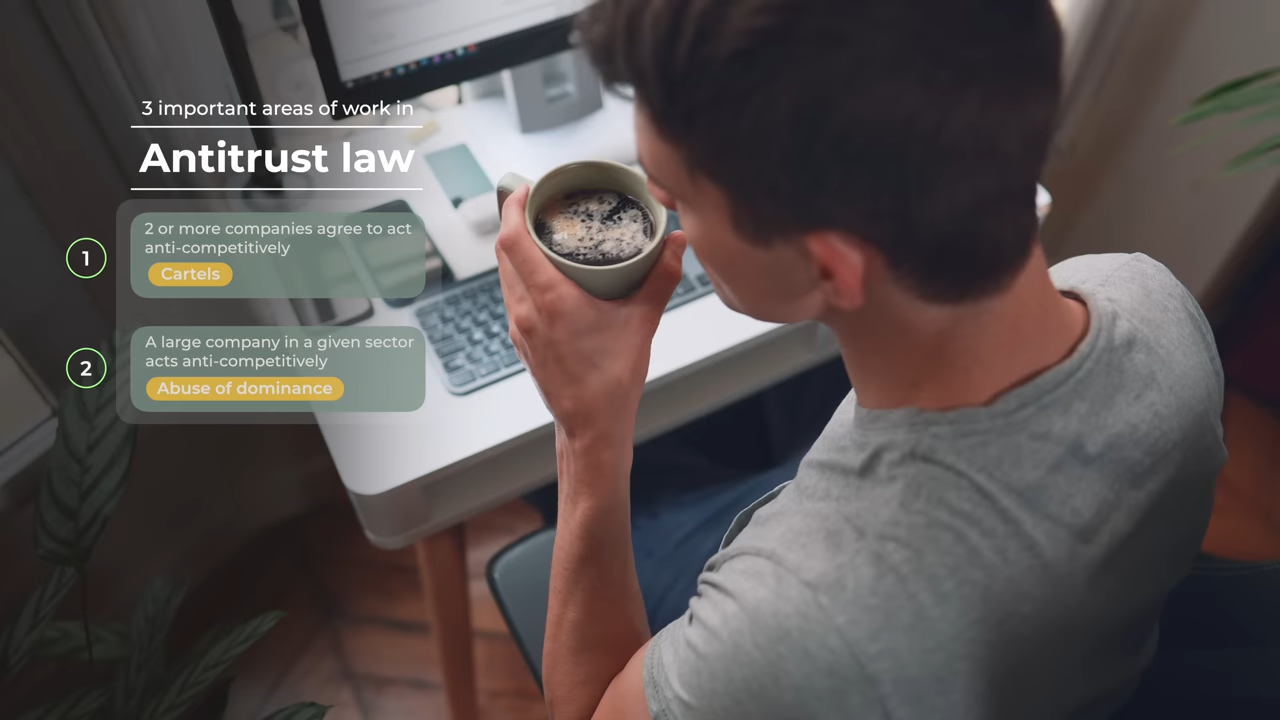 3 important areas of work in
Antitrust law
1
2 or more companies agree to act
anti-competitively
Cartels
2
A large company in a given sector
acts anti-competitively
Abuse of dominance